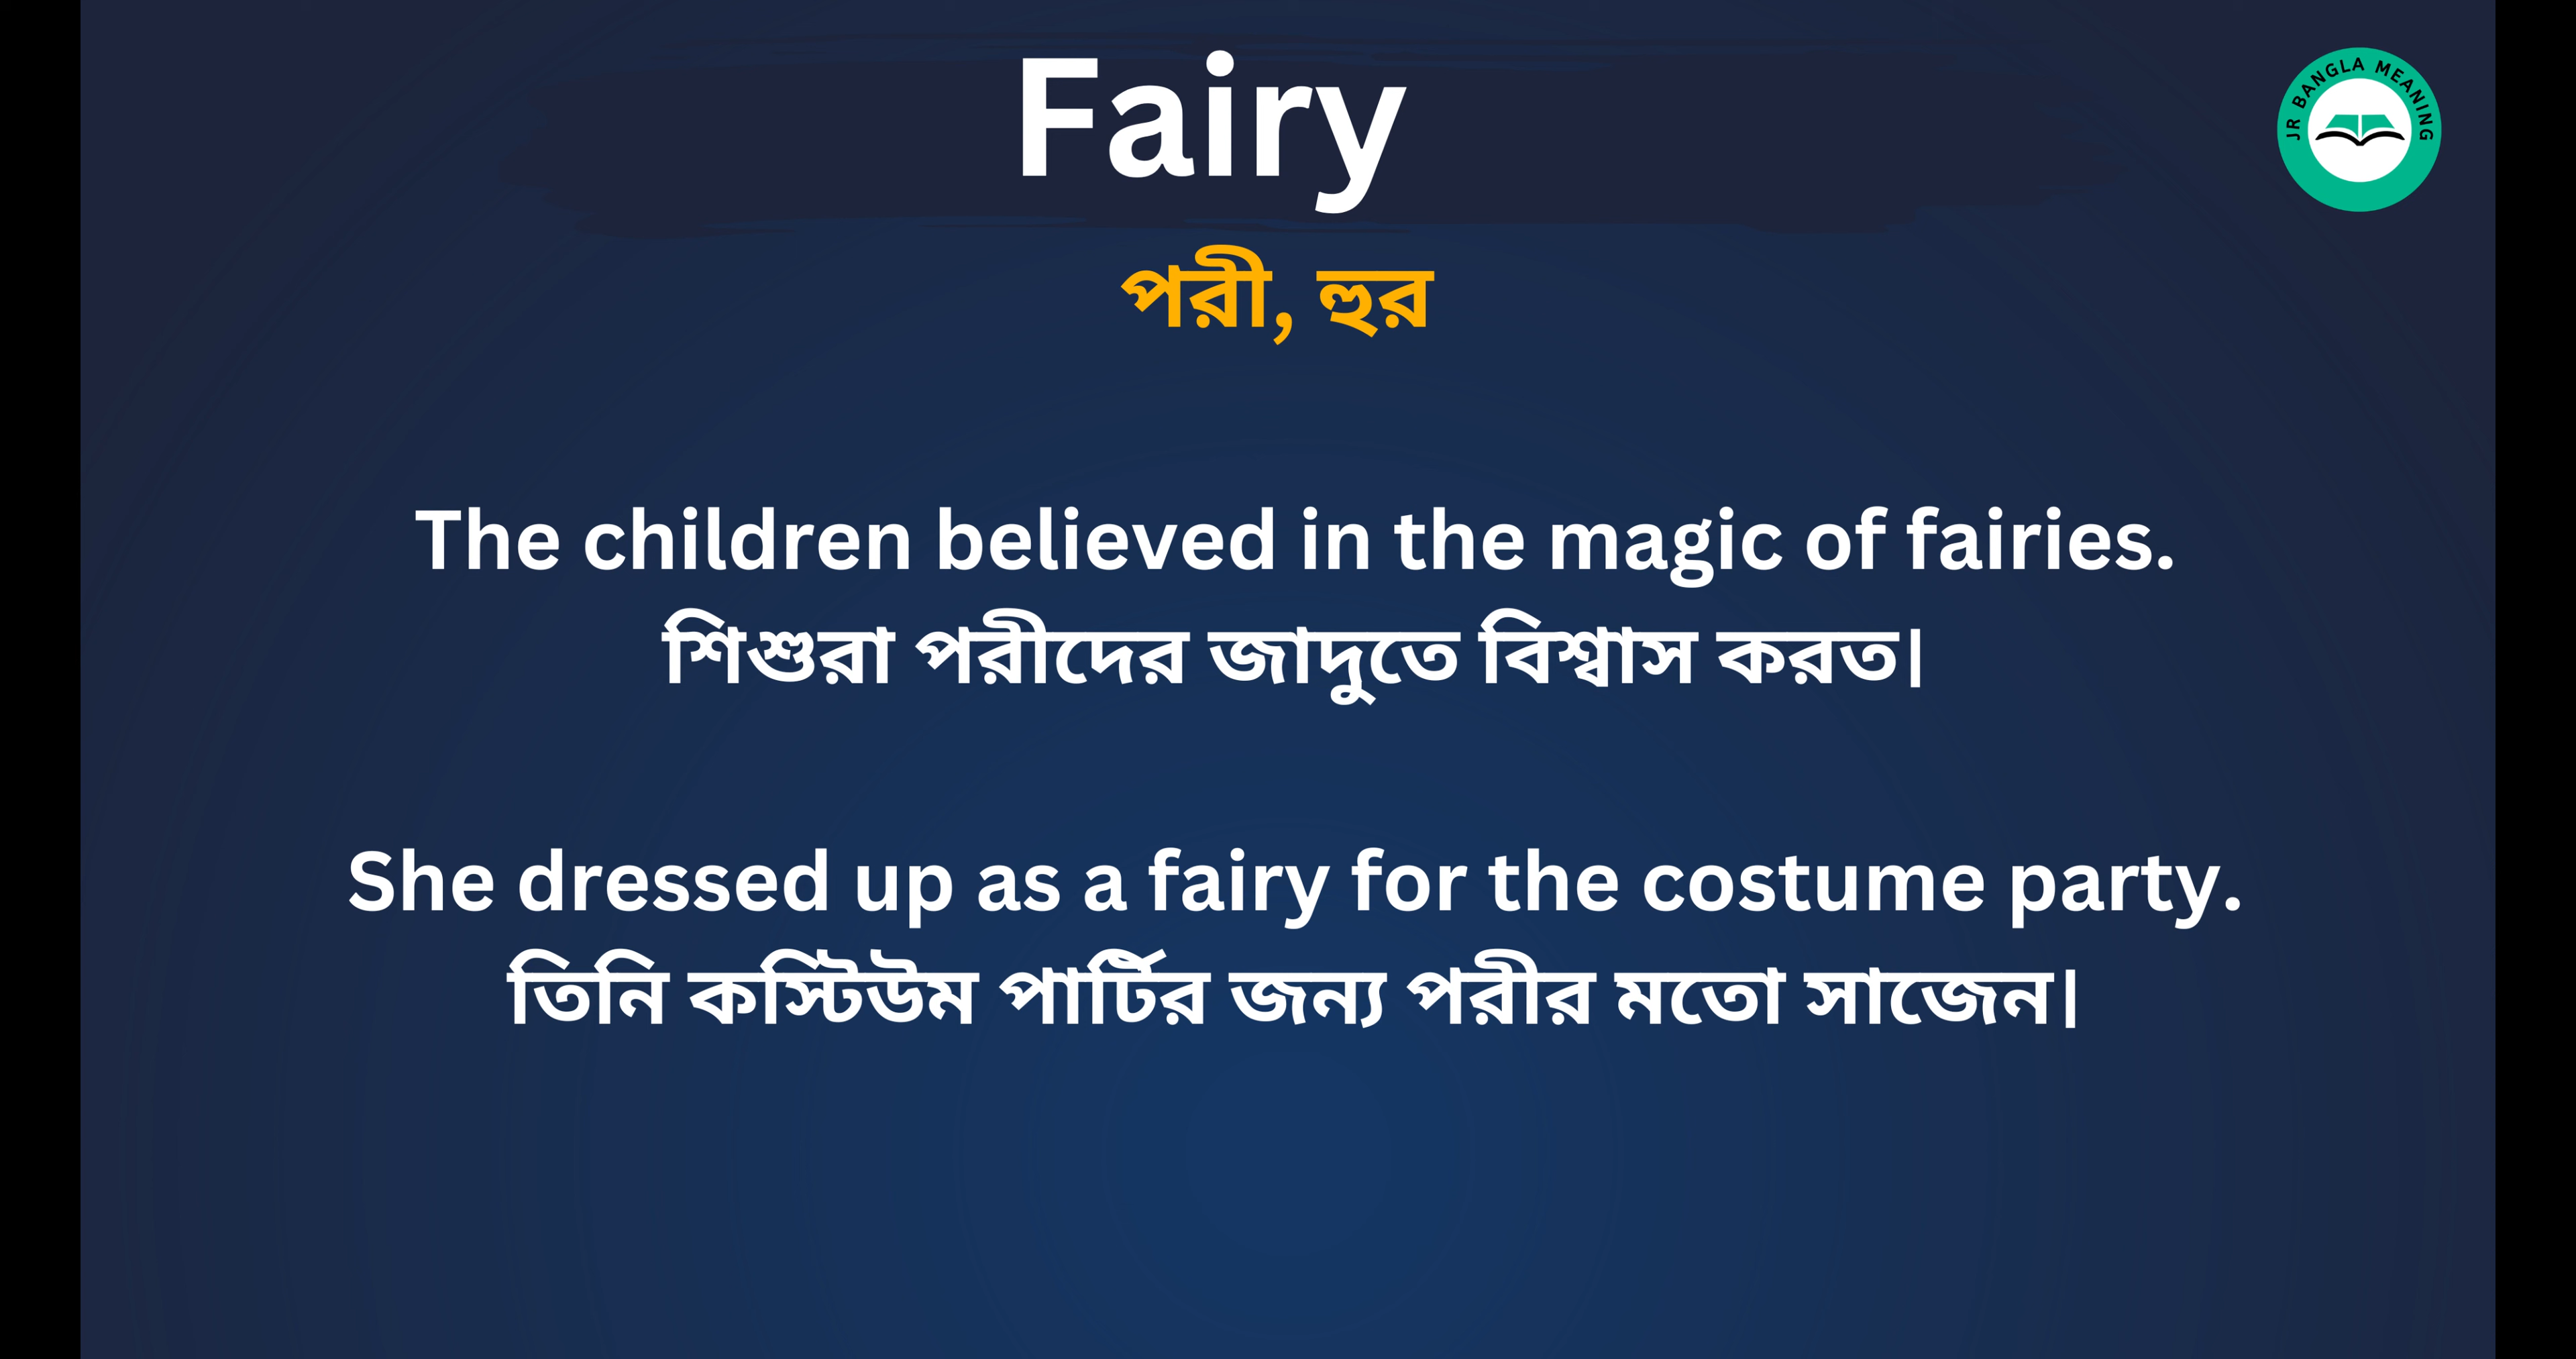 Fairy
JR BANGLA MEANING
পরী, হুর
The children believed in the magic of fairies.
শিশুরা পরীদের জাদুতে বিশ্বাস করত।
She dressed up as a fairy for the costume party.
তিনি কস্টিউম পার্টির জন্য পরীর মতো সাজেন।